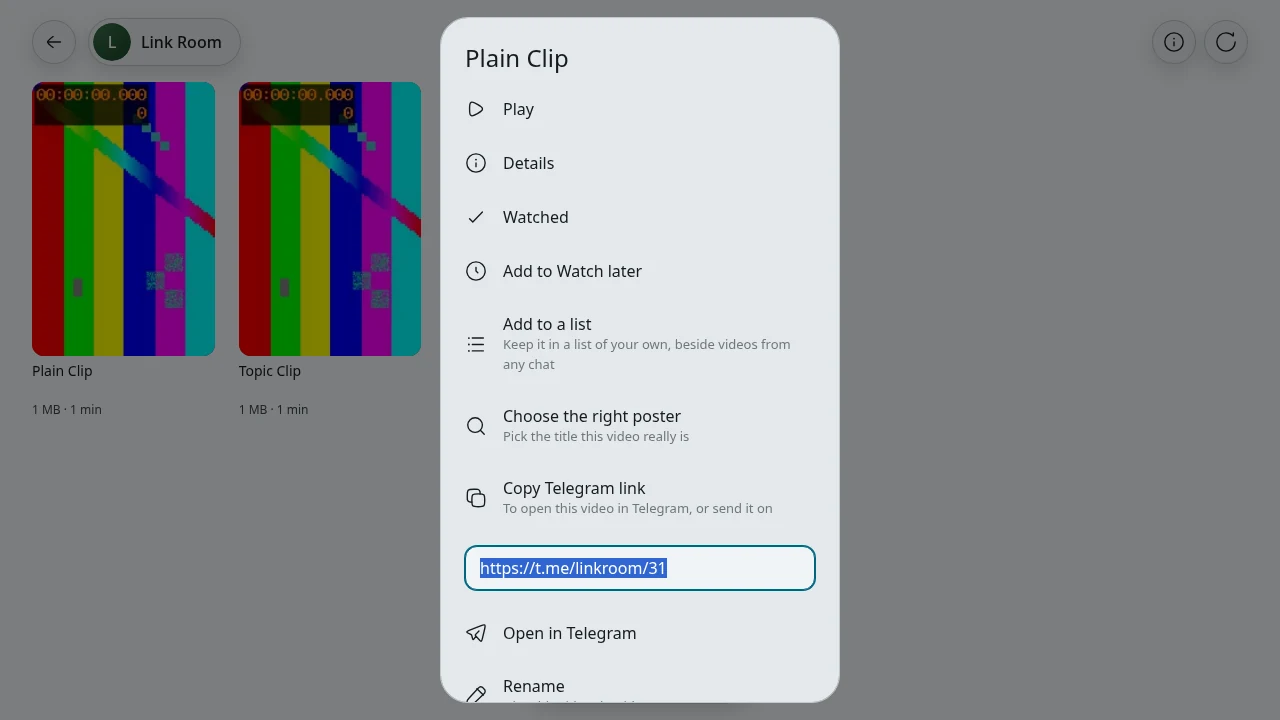 L
Link Room
00:00:00.000
0
00:00:00.000
0
Plain Clip
1 MB · 1 min
Topic Clip
1 MB · 1 min
Plain Clip
Play
Details
Watched
Add to Watch later
Add to a list
Keep it in a list of your own, beside videos from
any chat
Choose the right poster
Pick the title this video really is
Copy Telegram link
To open this video in Telegram, or send it on
https://t.me/linkroom/31
Open in Telegram
Rename